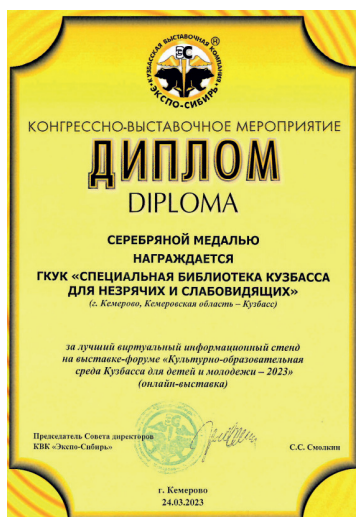 КУЗБАССКАЯ ВЫСТАВОЧНАЯ КОМПАНИЯ
®
ЭКСПО-СИБИРЬ
КОНГРЕССНО-ВЫСТАВОЧНОЕ МЕРОПРИЯТИЕ
ДИПЛОМ
DIPLOMA
СЕРЕБРЯНОЙ МЕДАЛЬЮ
НАГРАЖДАЕТСЯ
ГКУК «СПЕЦИАЛЬНАЯ БИБЛИОТЕКА КУЗБАССА
ДЛЯ НЕЗРЯЧИХ И СЛАБОВИДЯЩИХ»
(г. Кемерово, Кемеровская область – Кузбасс)
за лучший виртуальный информационный стенд
на выставке-форуме «Культурно-образовательная
среда Кузбасса для детей и молодежи – 2023»
(онлайн-выставка)
Председатель Совета директоров
КВК «Экспо-Сибирь»
С.С. Смолкин
г. Кемерово
24.03.2023